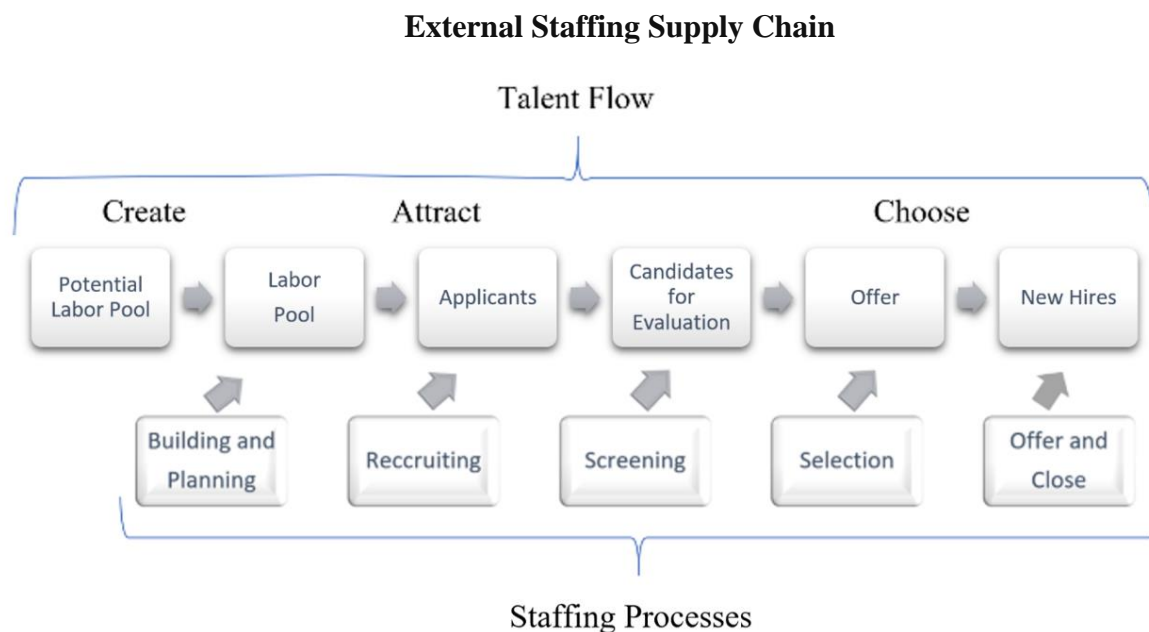 External Staffing Supply Chain
Talent Flow
Create
Attract
Choose
Potential
Labor Pool
Labor
Pool
Applicants
Candidates
for
Evaluation
Offer
New Hires
Building and
Planning
Reccruiting
Screening
Selection
Offer and
Close
Staffing Processes